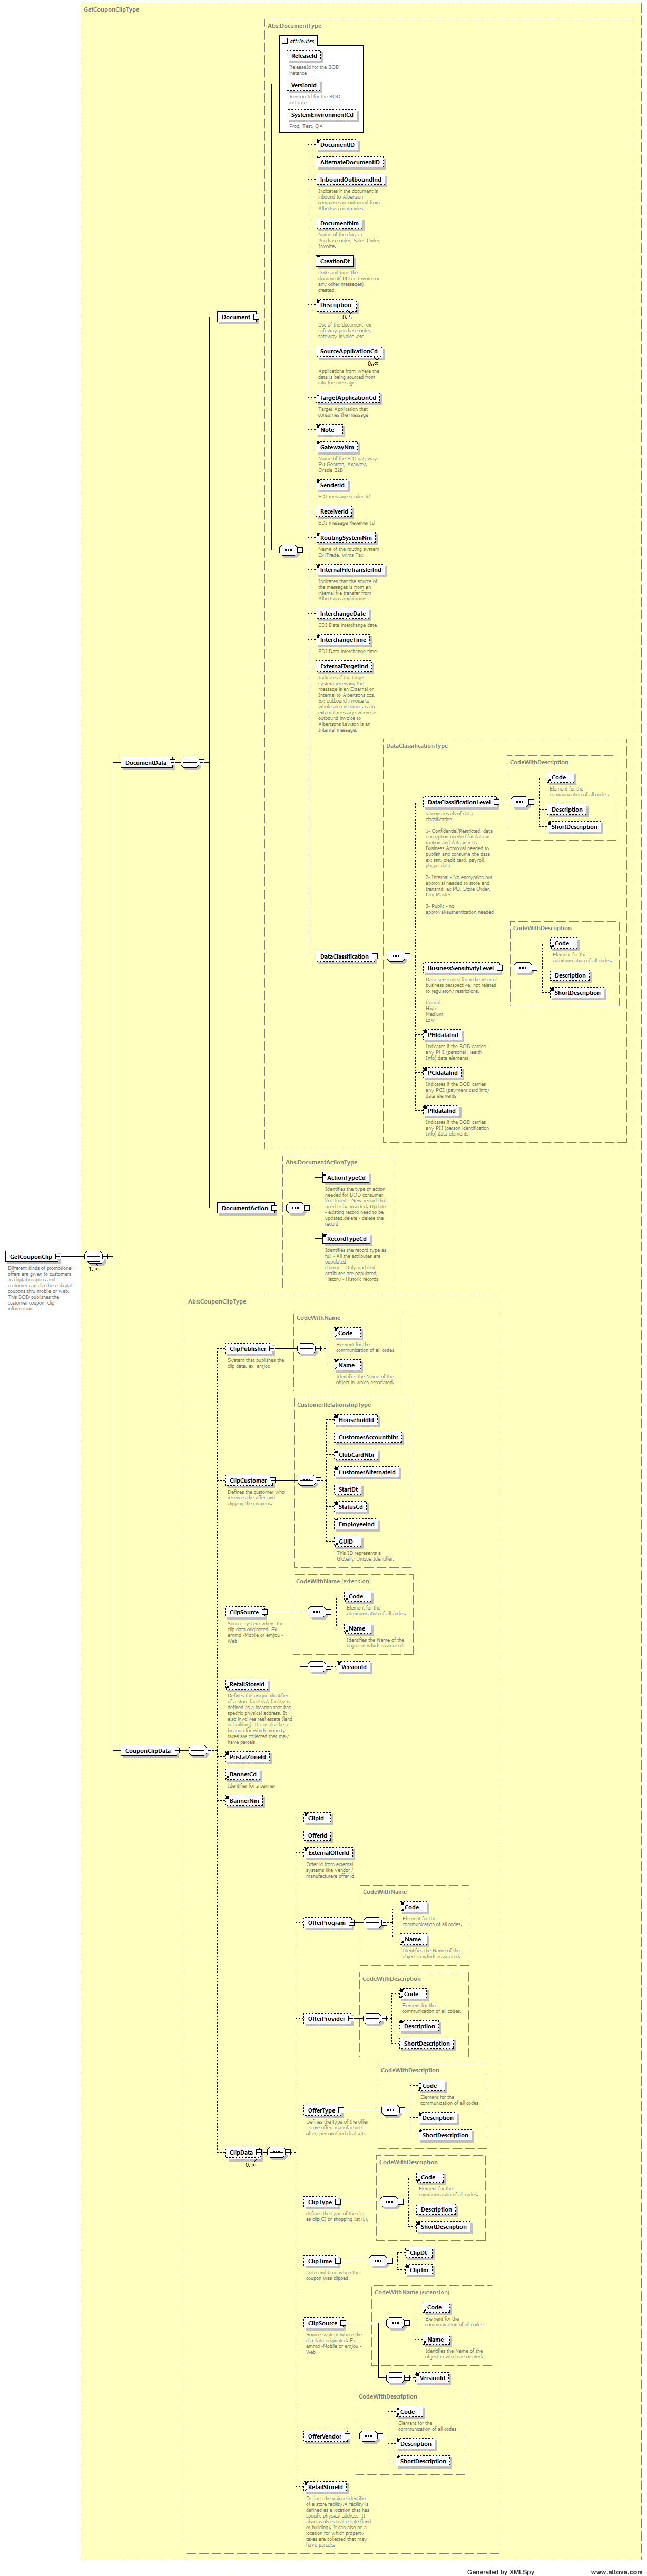 GetCouponClipType
Abs:DocumentType
attributes
ReleaseId
ReleaseId for the BOD
instance
VersionId
Version Id for the BOD
instance
SystemEnvironmentCd
Prod, Test, QA
DocumentID
AlternateDocumentID
InboundOutboundInd
Indicates if the document is
inbound to Albertson
companies or outbound from
Albertson companies.
DocumentNm
Name of the doc, ex
Purchase order, Sales Order,
Invoice.
CreationDt
Date and time the
document( PO or Invoice or
any other messages)
created.
Description
0..5
Doc of the document, ex
safeway purchase order,
safeway invoice..etc
SourceApplicationCd
0..∞
Applications from where the
data is being sourced from
into the message.
TargetApplicationCd
Target Application that
consumes the message.
Note
GatewayNm
Name of the EDI gateway.
Ex: Gentran, Asaway,
Oracle B2B
SenderId
EDI message sender Id
ReceiverId
EDI message Receiver Id
RoutingSystemNm
Name of the routing system,
Ex iTrade, wims Fax
InternalFileTransferInd
Indicates that the source of
the messages is from an
internal file transfer from
Albertsons applications.
InterchangeDate
EDI Data interchange date
InterchangeTime
EDI Data interchange time
ExternalTargetInd
Indicates if the target
system receiving the
message is an External or
Internal to Albertsons cos.
Ex: outbound invoice to
wholesale customers is an
external message where as
outbound invoice to
Albertsons Lawson is an
Internal message.
Document
DataClassificationType
CodeWithDescription
Code
Element for the
communication of all codes.
Description
ShortDescription
DataClassificationLevel
various levels of data
classification
1- Confidential/Restricted. data
encryption needed for data in
motion and data in rest,
Business Approval needed to
publish and consume the data.
ex: ssn, credit card, payroll,
phi,pci data
2- Internal - No encryption but
approval needed to store and
transmit, ex PO, Store Order,
Org Master
3- Public - no
approval/authentication needed
DocumentData
CodeWithDescription
Code
Element for the
communication of all codes.
Description
ShortDescription
DataClassification
BusinessSensitivityLevel
Data sensitivity from the internal
business perspective, not related
to regulatory restrictions.
Critical
High
Medium
Low
PHIdataInd
Indicates if the BOD carries
any PHI (personal Health
Info) data elements.
PCIdataInd
Indicates if the BOD carries
any PCI (payment card info)
data elements.
PIIdataInd
Indicates if the BOD carries
any PII (person identification
Info) data elements.
Abs:DocumentActionType
ActionTypeCd
Identifies the type of action
needed for BOD consumer
like Insert - New record that
need to be inserted, Update
- existing record need to be
updated,delete - delete the
record.
DocumentAction
RecordTypeCd
Identifies the record type as
full - All the attributes are
populated.
change - Only updated
attributes are populated,
History - Historic records.
GetCouponClip
1..∞
Different kinds of promotional
offers are given to customers
as digital coupons and
customer can clip these digital
coupons thru mobile or web.
This BOD publishes the
customer coupon clip
information.
Abs:CouponClipType
CodeWithName
Code
Element for the
communication of all codes.
Name
Identifies the Name of the
object in which associated.
ClipPublisher
System that publishes the
clip data. ex emjoc
CustomerRelationshipType
HouseholdId
CustomerAccountNbr
ClubCardNbr
CustomerAlternateId
StartDt
StatusCd
EmployeeInd
GUID
This ID represents a
Globally Unique Identifier.
ClipCustomer
Defines the customer who
receives the offer and
clipping the coupons.
CodeWithName (extension)
Code
Element for the
communication of all codes.
Name
Identifies the Name of the
object in which associated.
ClipSource
Source system where the
clip data originated. Ex
emmd -Mobile or emjou -
Web
VersionId
RetailStoreId
Defines the unique identifier
of a store facility.A facility is
defined as a location that has
specific physical address. It
also involves real estate (land
or building). It can also be a
location for which property
taxes are collected that may
have parcels.
CouponClipData
PostalZoneId
BannerCd
Identifier for a banner
BannerNm
ClipId
OfferId
ExternalOfferId
Offer id from external
systems like vendor /
manufacturere offer id.
CodeWithName
Code
Element for the
communication of all codes.
Name
Identifies the Name of the
object in which associated.
OfferProgram
CodeWithDescription
Code
Element for the
communication of all codes.
Description
ShortDescription
OfferProvider
CodeWithDescription
Code
Element for the
communication of all codes.
Description
ShortDescription
OfferType
Defines the type of the offer
- store offer, manufacturer
offer, personalized deal..etc
ClipData
0..∞
CodeWithDescription
Code
Element for the
communication of all codes.
Description
ShortDescription
ClipType
defines the type of the clip
as clip(C) or shopping list (L).
ClipDt
ClipTm
ClipTime
Date and time when the
coupon was clipped.
CodeWithName (extension)
Code
Element for the
communication of all codes.
Name
Identifies the Name of the
object in which associated.
ClipSource
Source system where the
clip data originated. Ex
emmd -Mobile or emjou -
Web
VersionId
CodeWithDescription
Code
Element for the
communication of all codes.
Description
ShortDescription
OfferVendor
RetailStoreId
Defines the unique identifier
of a store facility.A facility is
defined as a location that has
specific physical address. It
also involves real estate (land
or building). It can also be a
location for which property
taxes are collected that may
have parcels.
Generated by XMLSpy
www.altova.com